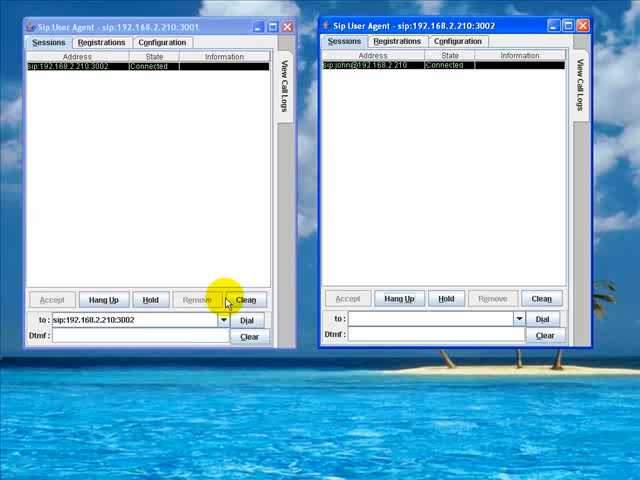 Sip User Agent - sip:192.168.2.210:3001
Sessions Registrations Configuration
Address State Information
sip:192.168.2.210:3002 Connected
View Call Logs
Accept Hang Up Hold Remove Clean
to : sip:192.168.2.210:3002 Dial
Dtmf : Clear
Sip User Agent - sip:192.168.2.210:3002
Sessions Registrations Configuration
Address State Information
sip:john@192.168.2.210 Connected
View Call Logs
Accept Hang Up Hold Remove Clean
to : Dial
Dtmf : Clear